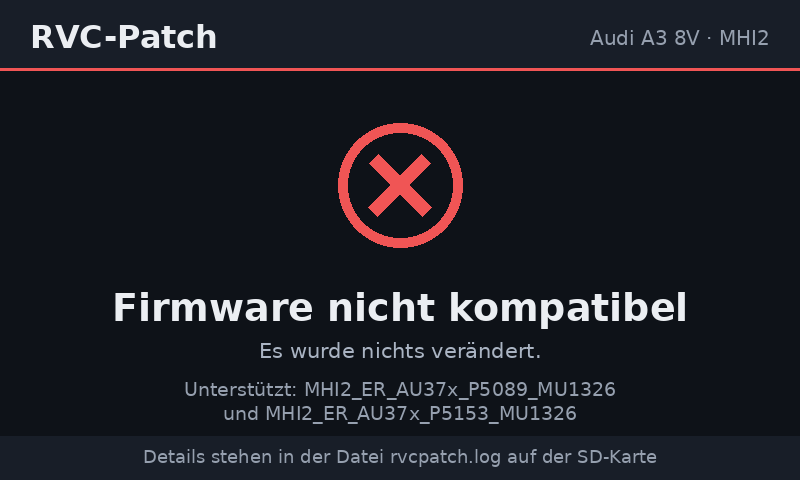 RVC-Patch
Audi A3 8V · MHI2
Firmware nicht kompatibel
Es wurde nichts verändert.
Unterstützt: MHI2_ER_AU37x_P5089_MU1326
und MHI2_ER_AU37x_P5153_MU1326
Details stehen in der Datei rvcpatch.log auf der SD-Karte